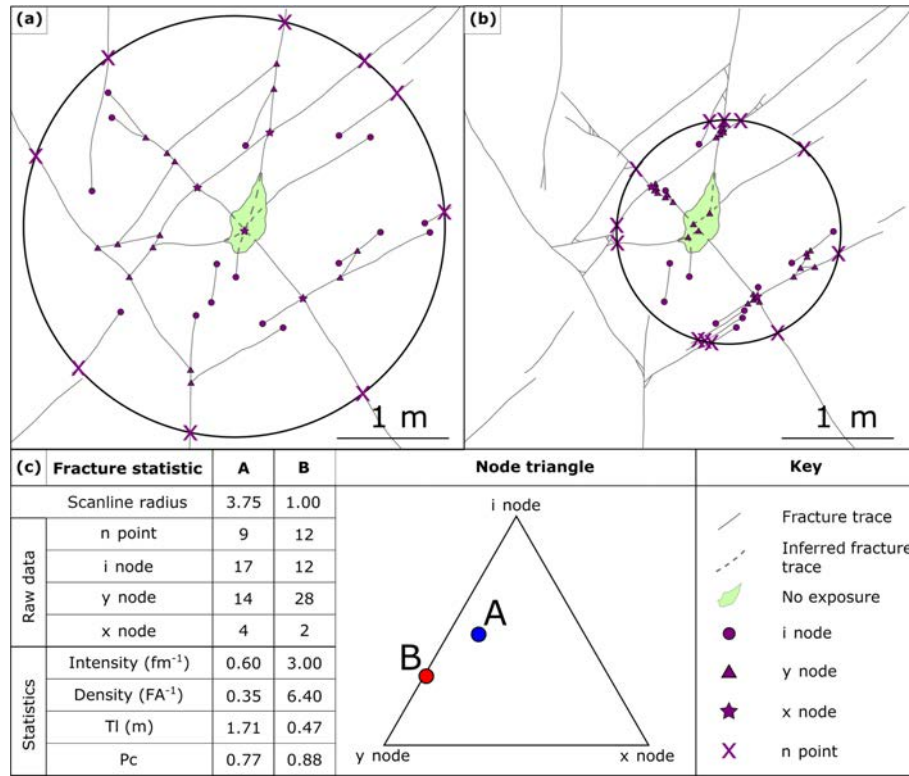 (a)
(b)
1 m
1 m
(c) Fracture statistic A B
Scanline radius 3.75 1.00
Raw data
n point 9 12
i node 17 12
y node 14 28
x node 4 2
Statistics
Intensity (fm⁻¹) 0.60 3.00
Density (FA⁻¹) 0.35 6.40
Tl (m) 1.71 0.47
Pc 0.77 0.88
Node triangle
i node
A
B
y node
x node
Key
Fracture trace
Inferred fracture
trace
No exposure
i node
y node
x node
n point